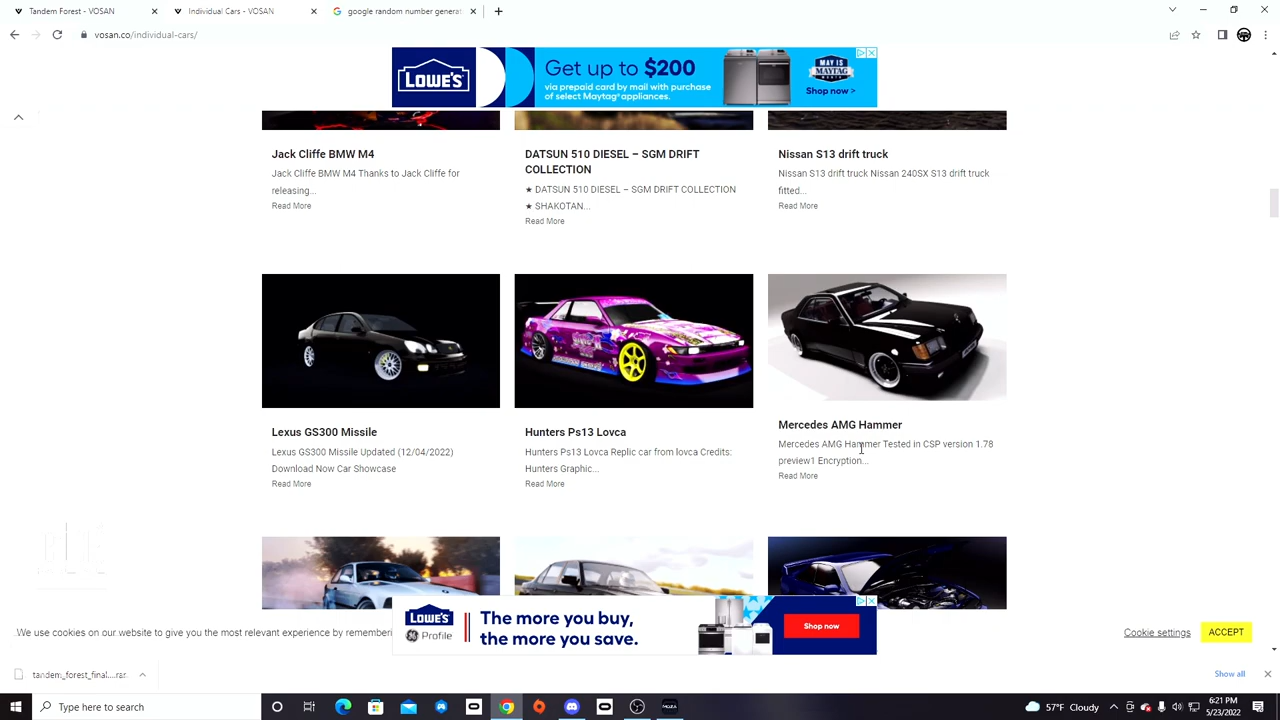 Tandem Forest - VOSAN
Individual Cars - VOSAN
google random number generat
vosan.co/individual-cars/
LOWE'S
Get up to $200
via prepaid card by mail with purchase
of select Maytag appliances.
MAY IS
MAYTAG
MONTH
Shop now >
Jack Cliffe BMW M4
Jack Cliffe BMW M4 Thanks to Jack Cliffe for
releasing...
Read More
DATSUN 510 DIESEL – SGM DRIFT
COLLECTION
★ DATSUN 510 DIESEL – SGM DRIFT COLLECTION
★ SHAKOTAN...
Read More
Nissan S13 drift truck
Nissan S13 drift truck Nissan 240SX S13 drift truck
fitted...
Read More
Lexus GS300 Missile
Lexus GS300 Missile Updated (12/04/2022)
Download Now Car Showcase
Read More
Hunters Ps13 Lovca
Hunters Ps13 Lovca Replic car from lovca Credits:
Hunters Graphic...
Read More
Mercedes AMG Hammer
Mercedes AMG Hammer Tested in CSP version 1.78
preview1 Encryption...
Read More
We use cookies on our website to give you the most relevant experience by rememberi
LOWE'S
GE Profile
The more you buy,
the more you save.
Shop now
Cookie settings
ACCEPT
tandem_forest_final....rar
Show all
Type here to search
57°F Cloudy
6:21 PM
5/23/2022